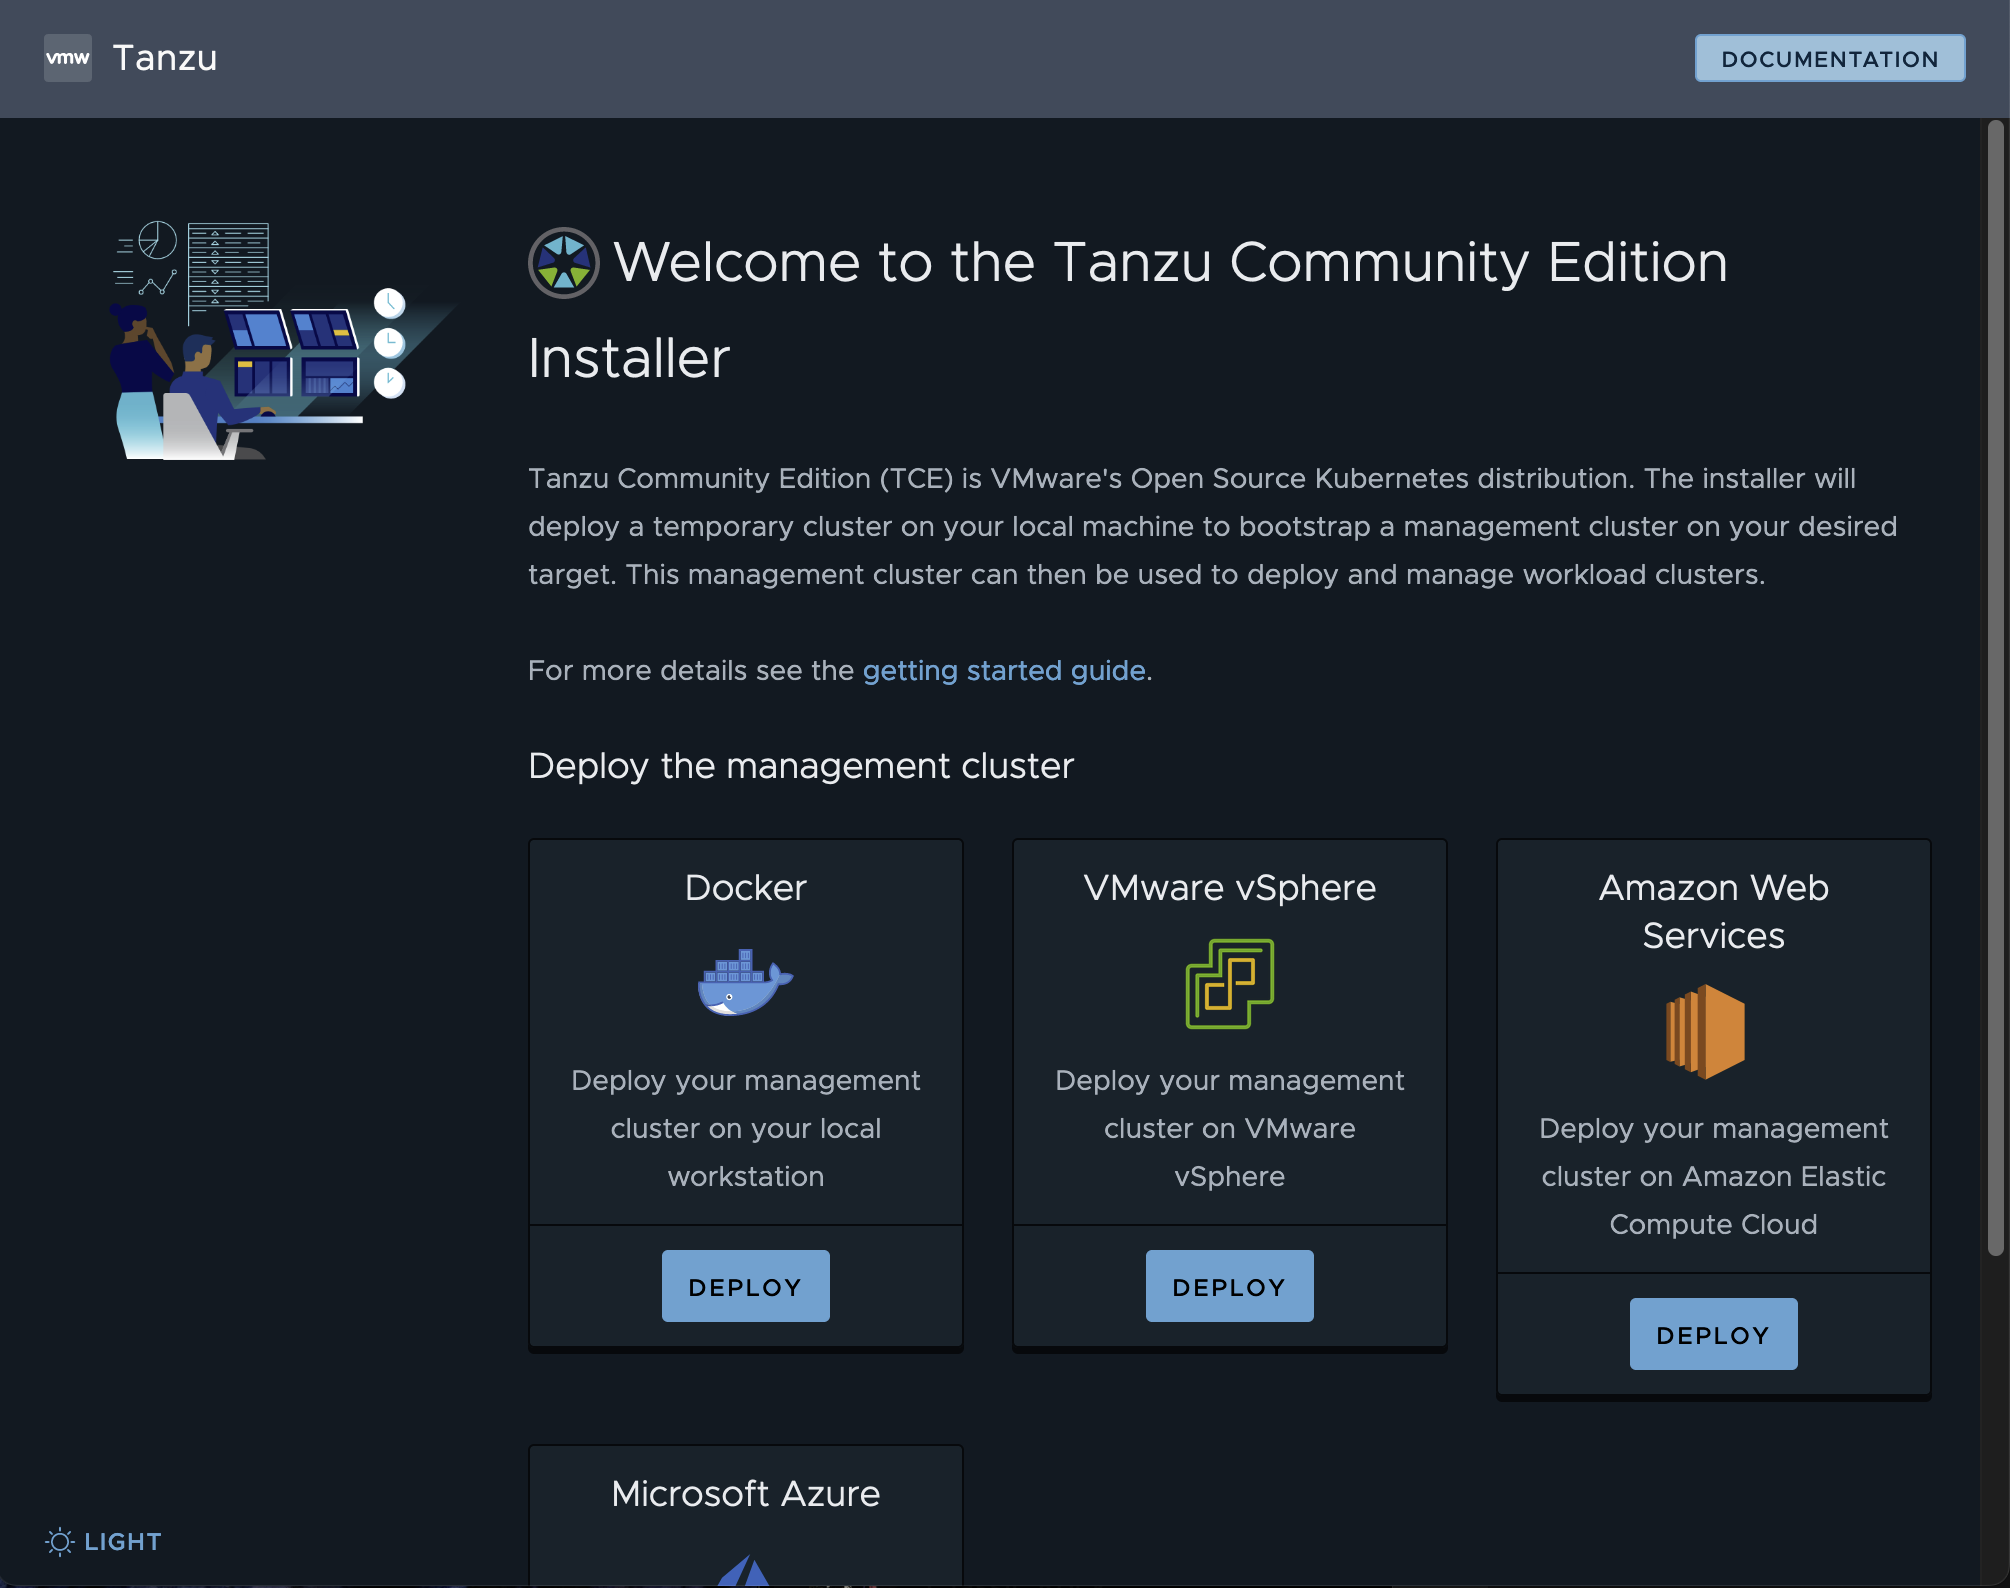 vmw Tanzu
DOCUMENTATION
Welcome to the Tanzu Community Edition
Installer
Tanzu Community Edition (TCE) is VMware's Open Source Kubernetes distribution. The installer will
deploy a temporary cluster on your local machine to bootstrap a management cluster on your desired
target. This management cluster can then be used to deploy and manage workload clusters.
For more details see the getting started guide.
Deploy the management cluster
Docker
Deploy your management
cluster on your local
workstation
DEPLOY
VMware vSphere
Deploy your management
cluster on VMware
vSphere
DEPLOY
Amazon Web
Services
Deploy your management
cluster on Amazon Elastic
Compute Cloud
DEPLOY
Microsoft Azure
LIGHT